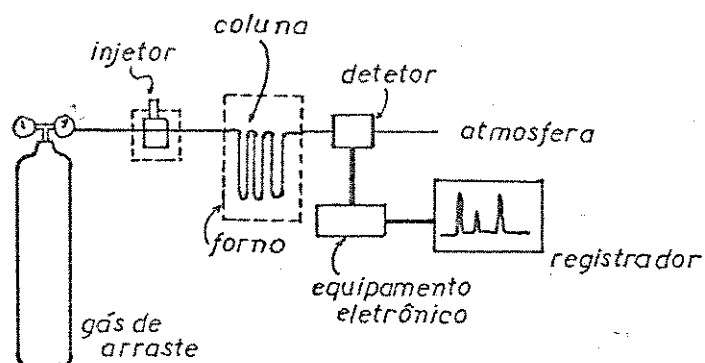 coluna
injetor
detetor
atmosfera
forno
registrador
equipamento
eletrônico
gás de
arraste